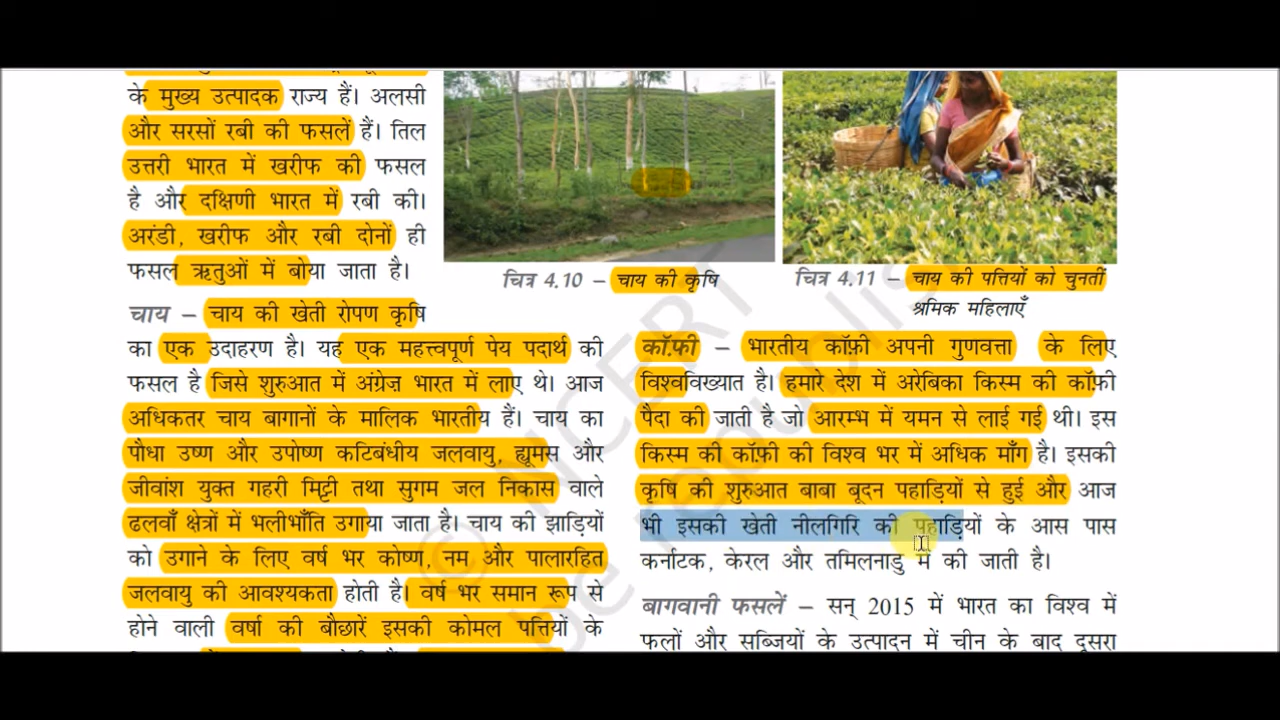 के मुख्य उत्पादक राज्य हैं। अलसी
और सरसों रबी की फसलें हैं। तिल
उत्तरी भारत में खरीफ की फसल
है और दक्षिणी भारत में रबी की।
अरंडी, खरीफ और रबी दोनों ही
फसल ऋतुओं में बोया जाता है।
चाय – चाय की खेती रोपण कृषि
का एक उदाहरण है। यह एक महत्त्वपूर्ण पेय पदार्थ की
फसल है जिसे शुरुआत में अंग्रेज़ भारत में लाए थे। आज
अधिकतर चाय बागानों के मालिक भारतीय हैं। चाय का
पौधा उष्ण और उपोष्ण कटिबंधीय जलवायु, ह्यूमस और
जीवांश युक्त गहरी मिट्टी तथा सुगम जल निकास वाले
ढलवाँ क्षेत्रों में भलीभाँति उगाया जाता है। चाय की झाड़ियों
को उगाने के लिए वर्ष भर कोष्ण, नम और पालारहित
जलवायु की आवश्यकता होती है। वर्ष भर समान रूप से
होने वाली वर्षा की बौछारें इसकी कोमल पत्तियों के
चित्र 4.10 – चाय की कृषि
चित्र 4.11 – चाय की पत्तियों को चुनतीं
श्रमिक महिलाएँ
कॉफी – भारतीय कॉफ़ी अपनी गुणवत्ता के लिए
विश्वविख्यात है। हमारे देश में अरेबिका किस्म की कॉफ़ी
पैदा की जाती है जो आरम्भ में यमन से लाई गई थी। इस
किस्म की कॉफ़ी की विश्व भर में अधिक माँग है। इसकी
कृषि की शुरुआत बाबा बूदन पहाड़ियों से हुई और आज
भी इसकी खेती नीलगिरि की पहाड़ियों के आस पास
कर्नाटक, केरल और तमिलनाडु में की जाती है।
बागवानी फसलें – सन् 2015 में भारत का विश्व में
फलों और सब्जियों के उत्पादन में चीन के बाद दूसरा
© NCERT
be republis